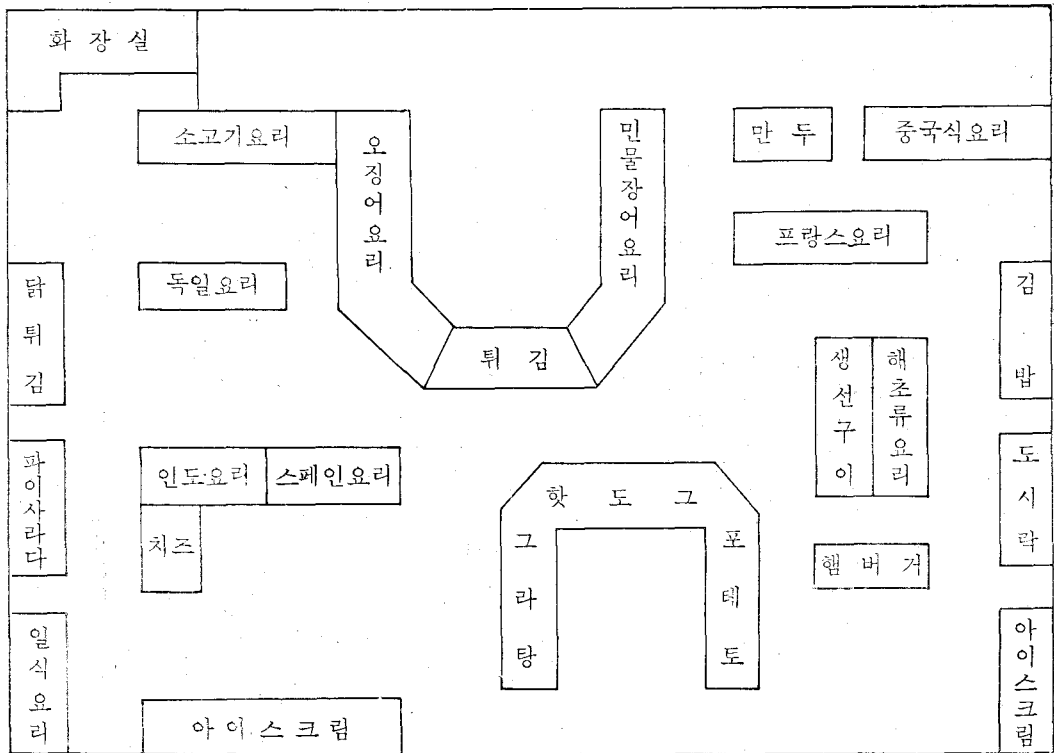 화장실
소고기요리
오징어요리
민물장어요리
만두
중국식요리
프랑스요리
닭튀김
독일요리
튀김
김밥
생선구이
해초류요리
파이사라다
인도요리
스페인요리
치즈
핫도그
그라탕
포테토
도시락
햄버거
일식요리
아이스크림
아이스크림